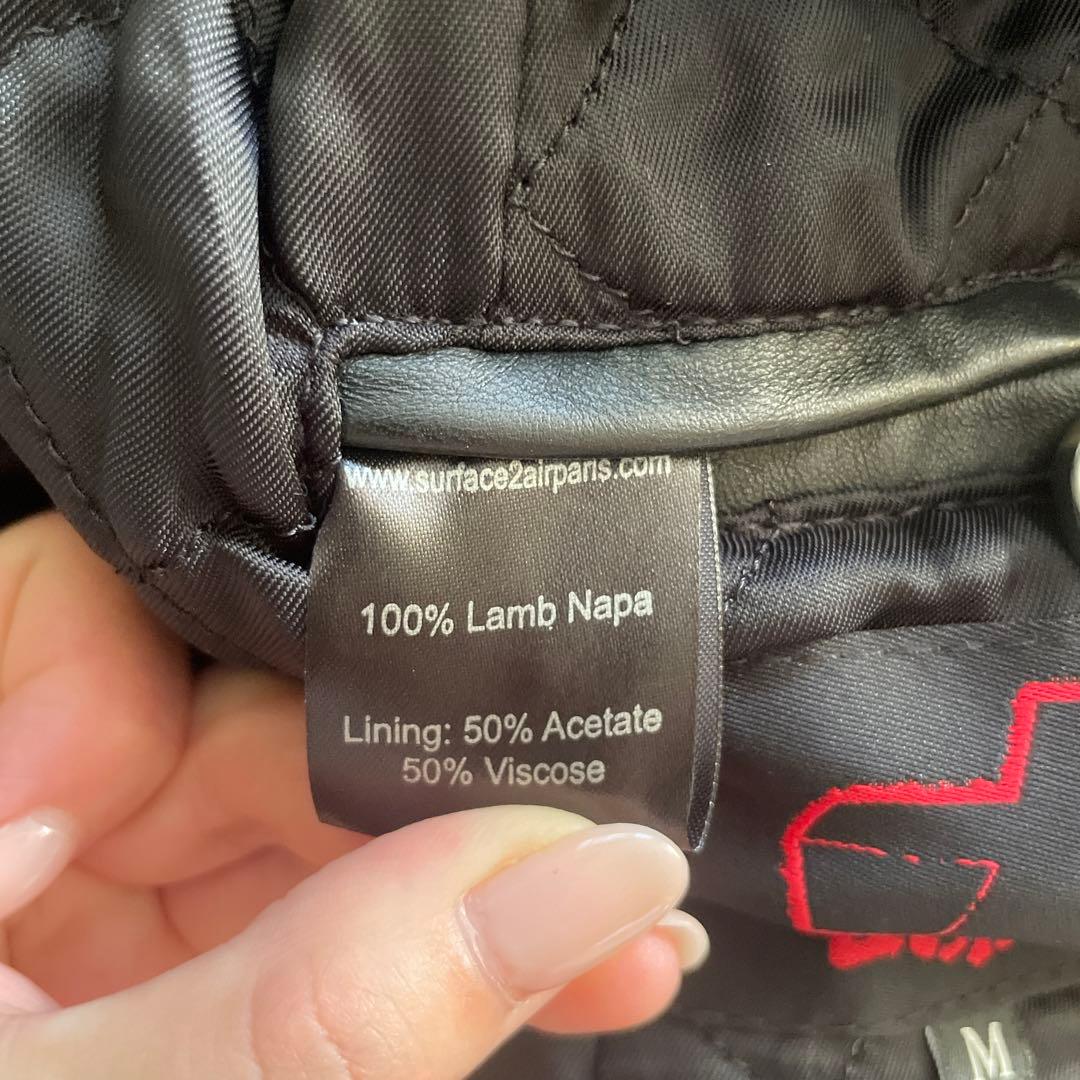 www.surface2airparis.com
100% Lamb Napa
Lining: 50% Acetate
50% Viscose
M